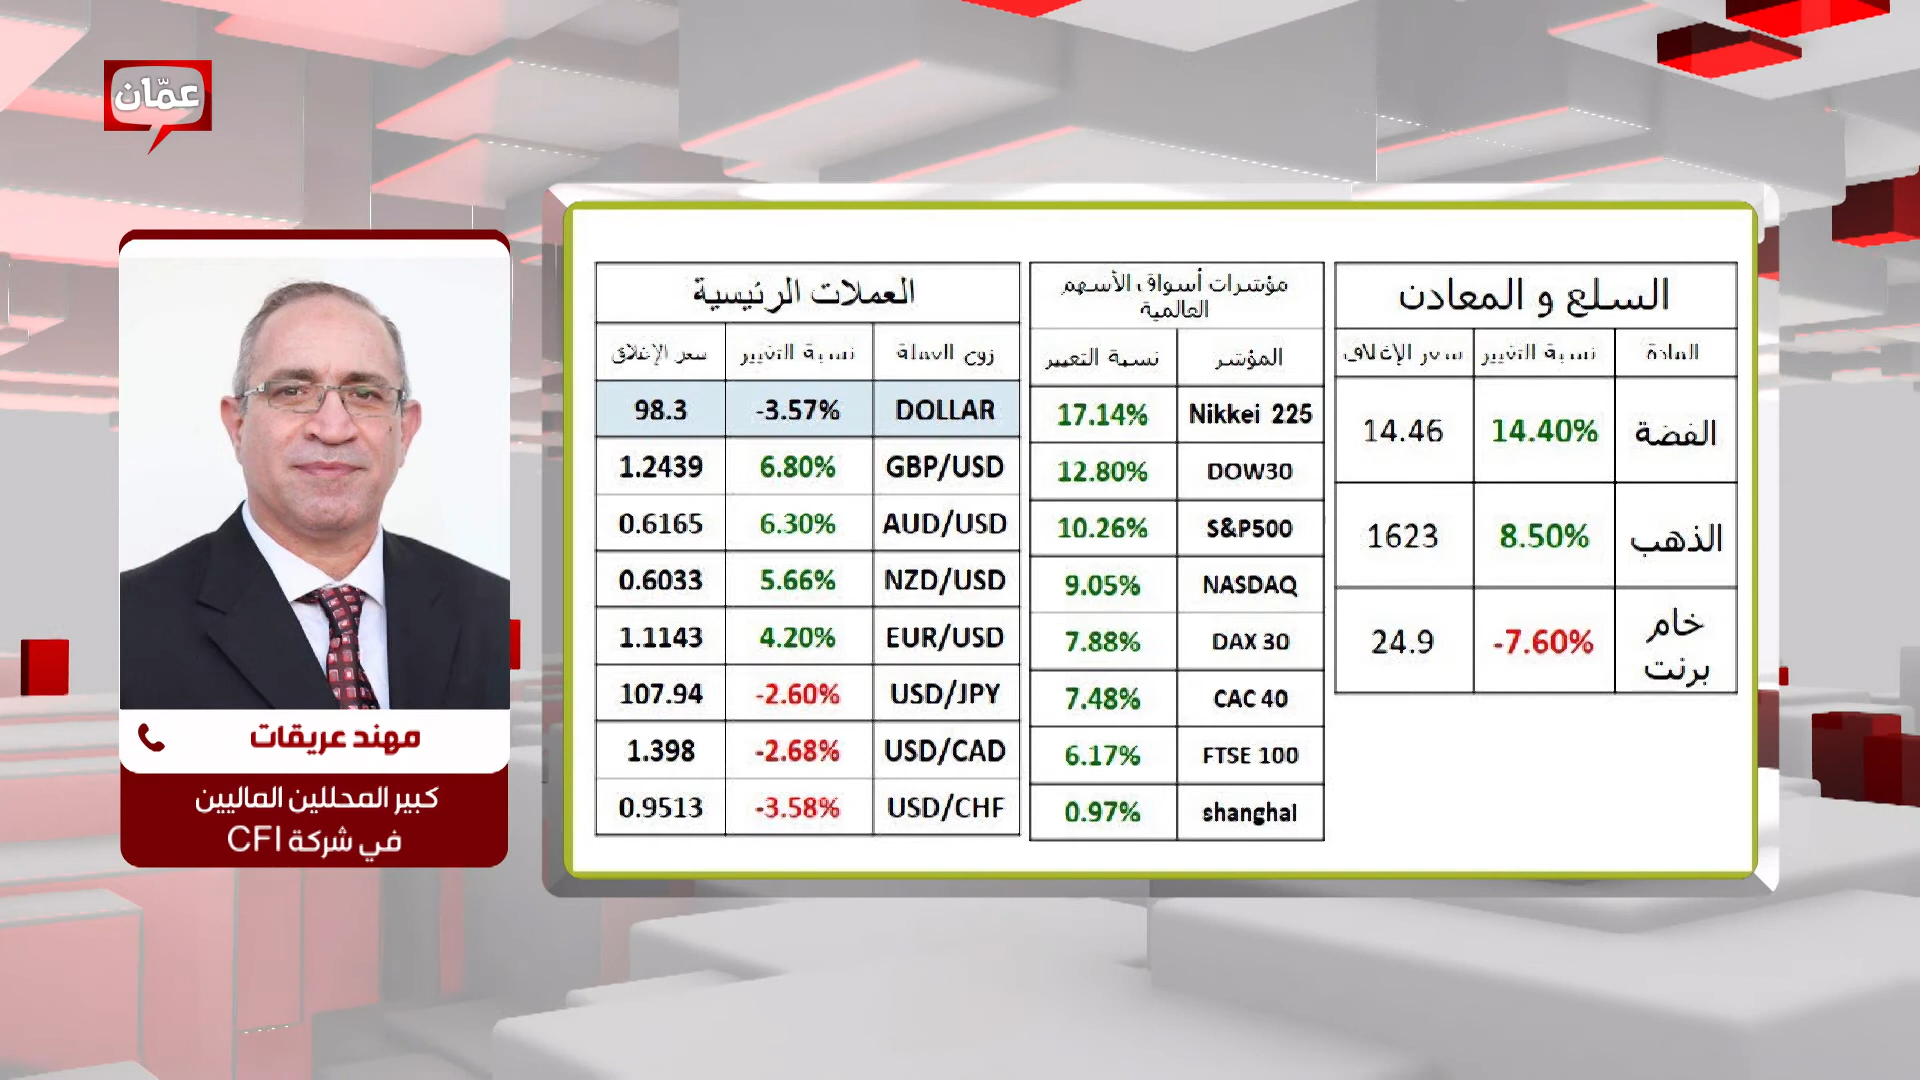 عمّان
السلع و المعادن
المادة نسبة التغيير سعر الإغلاق
الفضة 14.40% 14.46
الذهب 8.50% 1623
خام
برنت -7.60% 24.9
مؤشرات أسواق الأسهم
العالمية
المؤشر نسبة التغيير
Nikkei 225 17.14%
DOW30 12.80%
S&P500 10.26%
NASDAQ 9.05%
DAX 30 7.88%
CAC 40 7.48%
FTSE 100 6.17%
shanghai 0.97%
العملات الرئيسية
زوج العملة نسبة التغيير سعر الإغلاق
DOLLAR -3.57% 98.3
GBP/USD 6.80% 1.2439
AUD/USD 6.30% 0.6165
NZD/USD 5.66% 0.6033
EUR/USD 4.20% 1.1143
USD/JPY -2.60% 107.94
USD/CAD -2.68% 1.398
USD/CHF -3.58% 0.9513
مهند عريقات
كبير المحللين الماليين
في شركة CFI